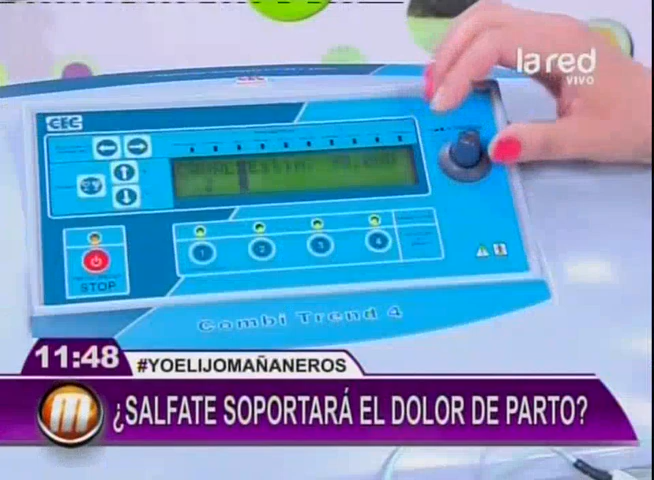 la red
VIVO
CEC
CEC
STOP
1
2
3
4
Combi Trend 4
11:48
#YOELIJOMAÑANEROS
M
¿SALFATE SOPORTARÁ EL DOLOR DE PARTO?